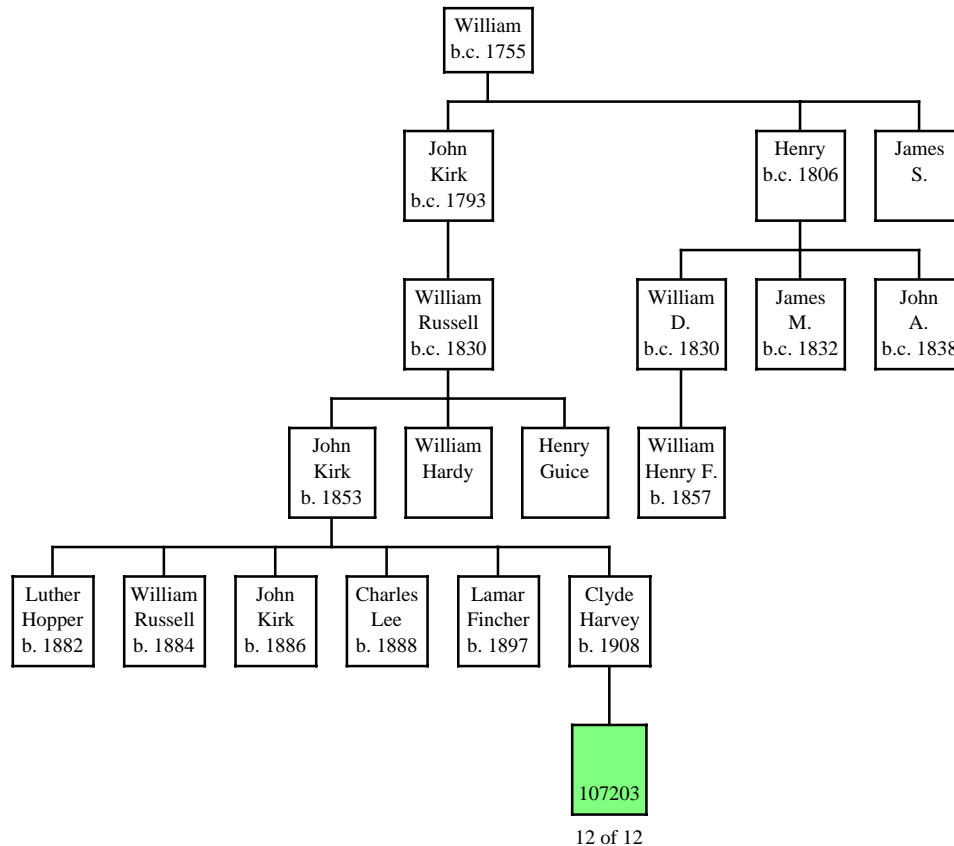 William
b.c. 1755
John
Kirk
b.c. 1793
Henry
b.c. 1806
James
S.
William
Russell
b.c. 1830
William
D.
b.c. 1830
James
M.
b.c. 1832
John
A.
b.c. 1838
John
Kirk
b. 1853
William
Hardy
Henry
Guice
William
Henry F.
b. 1857
Luther
Hopper
b. 1882
William
Russell
b. 1884
John
Kirk
b. 1886
Charles
Lee
b. 1888
Lamar
Fincher
b. 1897
Clyde
Harvey
b. 1908
107203
12 of 12